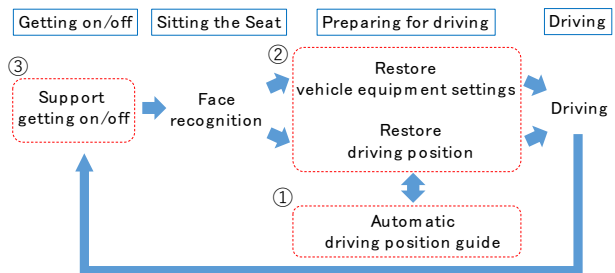 Getting on/off
Sitting the Seat
Preparing for driving
Driving
③
Support
getting on/off
Face
recognition
②
Restore
vehicle equipment settings
Restore
driving position
Driving
①
Automatic
driving position guide